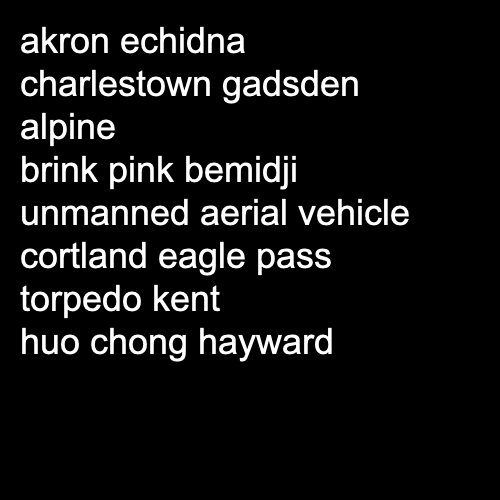 akron echidna
charlestown gadsden
alpine
brink pink bemidji
unmanned aerial vehicle
cortland eagle pass
torpedo kent
huo chong hayward